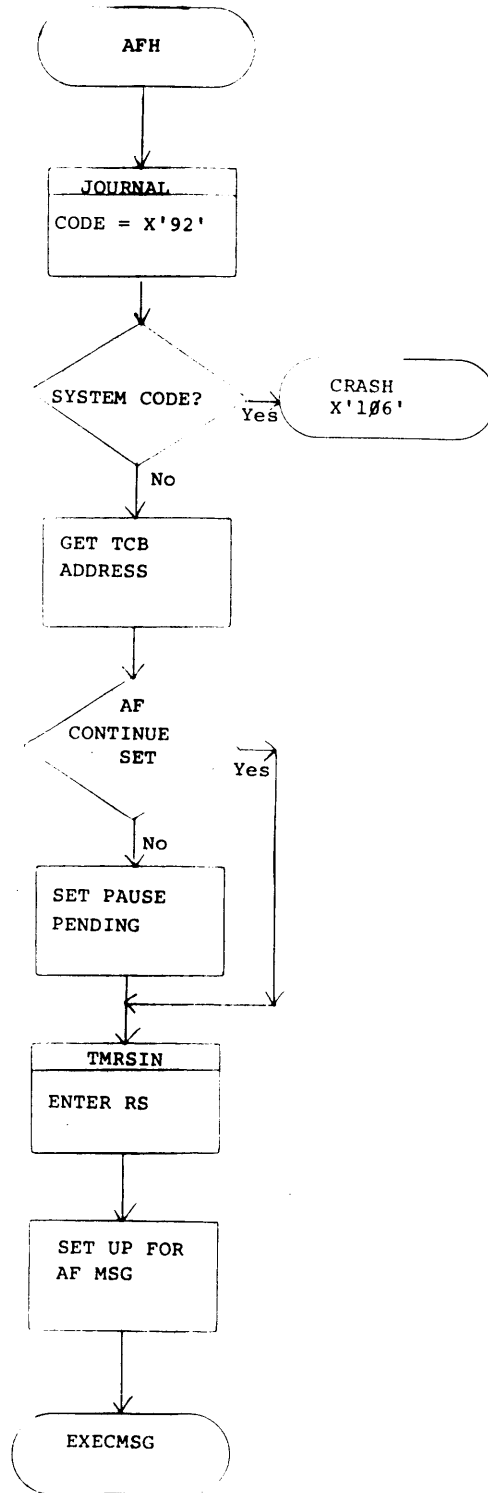 AFH
JOURNAL
CODE = X'92'
SYSTEM CODE?
Yes
CRASH
X'1Ø6'
No
GET TCB
ADDRESS
AF
CONTINUE
SET
Yes
No
SET PAUSE
PENDING
TMRSIN
ENTER RS
SET UP FOR
AF MSG
EXECMSG